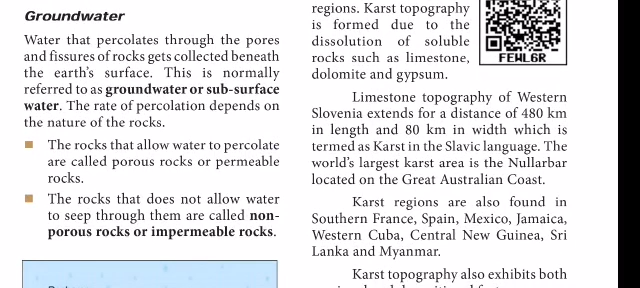 Groundwater
Water that percolates through the pores
and fissures of rocks gets collected beneath
the earth's surface. This is normally
referred to as groundwater or sub-surface
water. The rate of percolation depends on
the nature of the rocks.
The rocks that allow water to percolate
are called porous rocks or permeable
rocks.
The rocks that does not allow water
to seep through them are called non-
porous rocks or impermeable rocks.
regions. Karst topography
is formed due to the
dissolution of soluble
rocks such as limestone,
dolomite and gypsum.
FEWL6R
Limestone topography of Western
Slovenia extends for a distance of 480 km
in length and 80 km in width which is
termed as Karst in the Slavic language. The
world's largest karst area is the Nullarbar
located on the Great Australian Coast.
Karst regions are also found in
Southern France, Spain, Mexico, Jamaica,
Western Cuba, Central New Guinea, Sri
Lanka and Myanmar.
Karst topography also exhibits both